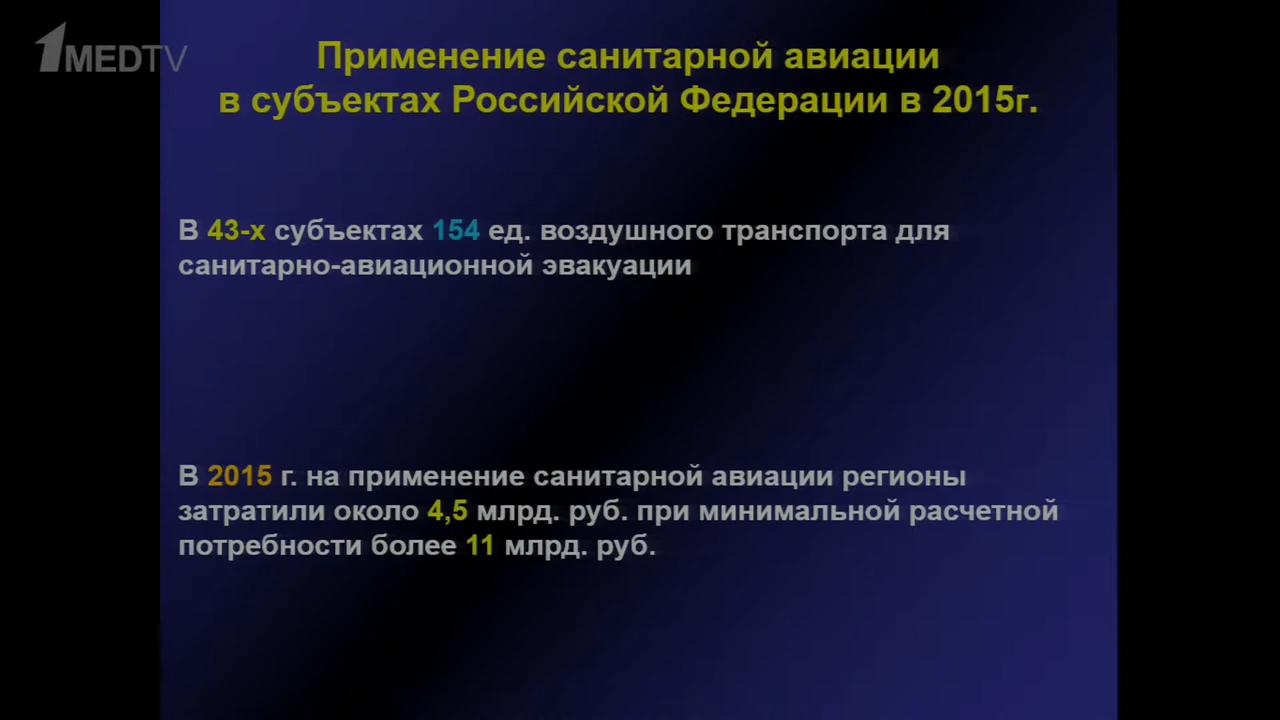 1MEDTV
Применение санитарной авиации
в субъектах Российской Федерации в 2015г.
В 43-х субъектах 154 ед. воздушного транспорта для
санитарно-авиационной эвакуации
В 2015 г. на применение санитарной авиации регионы
затратили около 4,5 млрд. руб. при минимальной расчетной
потребности более 11 млрд. руб.